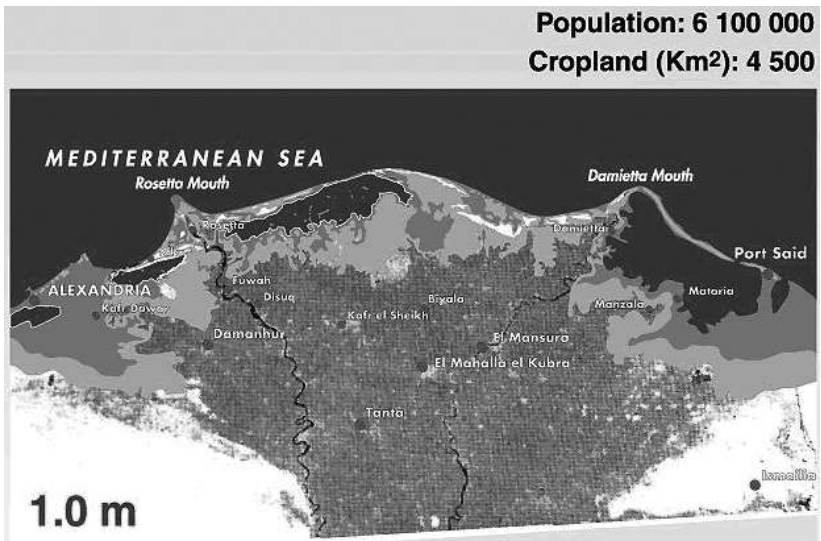 Population: 6 100 000
Cropland (Km²): 4 500
MEDITERRANEAN SEA
Rosetta Mouth
Damietta Mouth
Rosetta
Damietta
Port Said
ALEXANDRIA
Fuwah
Disuq
Biyala
Manzala
Mataria
Kafr Dawar
Kafr el Sheikh
Damanhur
El Mansura
El Mahalla el Kubra
Tanta
Ismailia
1.0 m